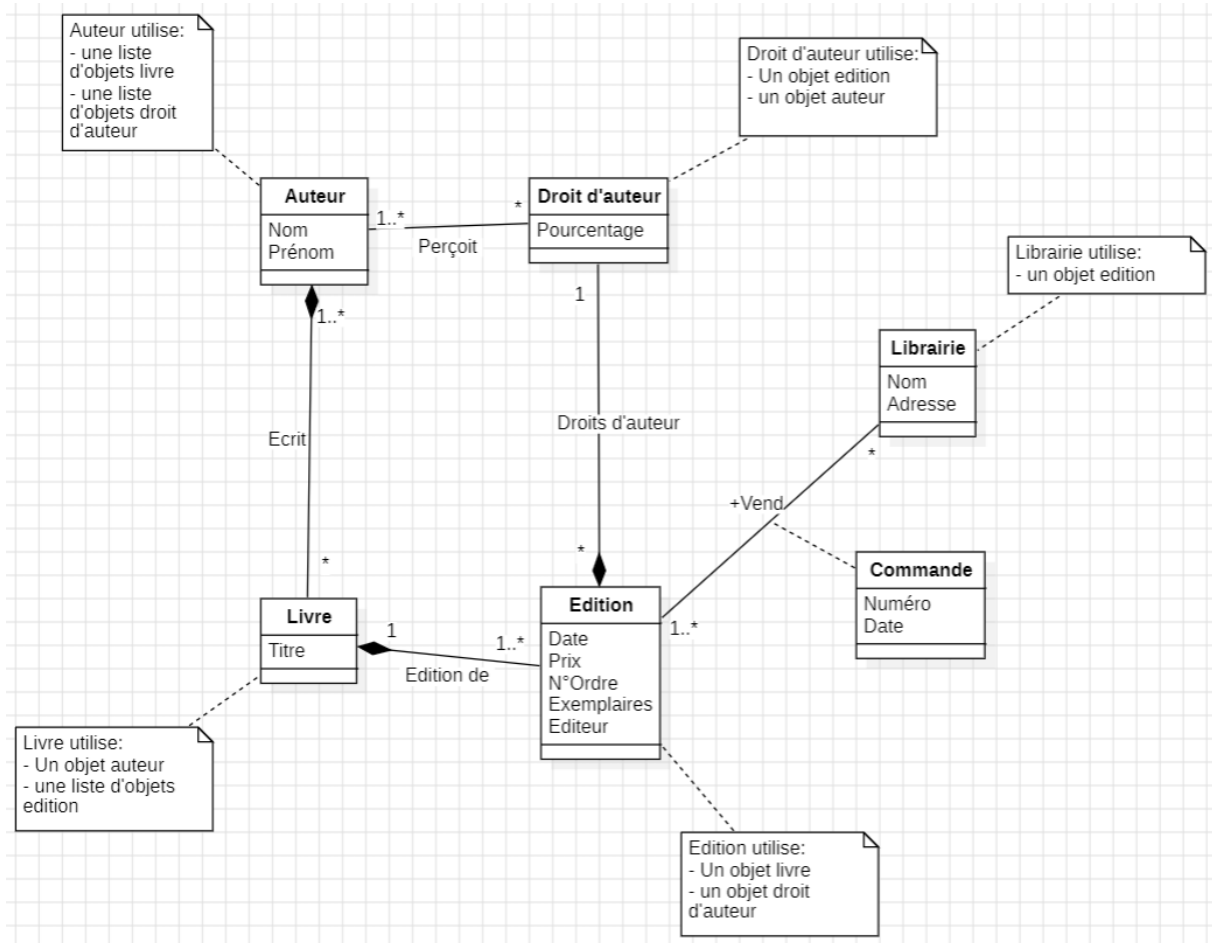 Auteur utilise:
- une liste
d'objets livre
- une liste
d'objets droit
d'auteur
Droit d'auteur utilise:
- Un objet edition
- un objet auteur
Auteur
Nom
Prénom
1..*
*
Perçoit
Droit d'auteur
Pourcentage
Librairie utilise:
- un objet edition
1
1..*
Librairie
Nom
Adresse
Ecrit
Droits d'auteur
*
+Vend
*
*
Commande
Numéro
Date
Livre
Titre
1
1..*
Edition de
Edition
Date
Prix
N°Ordre
Exemplaires
Editeur
1..*
Livre utilise:
- Un objet auteur
- une liste d'objets
edition
Edition utilise:
- Un objet livre
- un objet droit
d'auteur